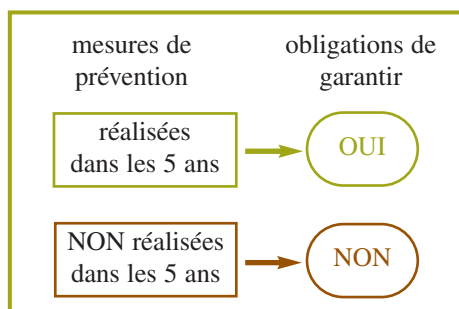 mesures de
prévention
obligations de
garantir
réalisées
dans les 5 ans
OUI
NON réalisées
dans les 5 ans
NON